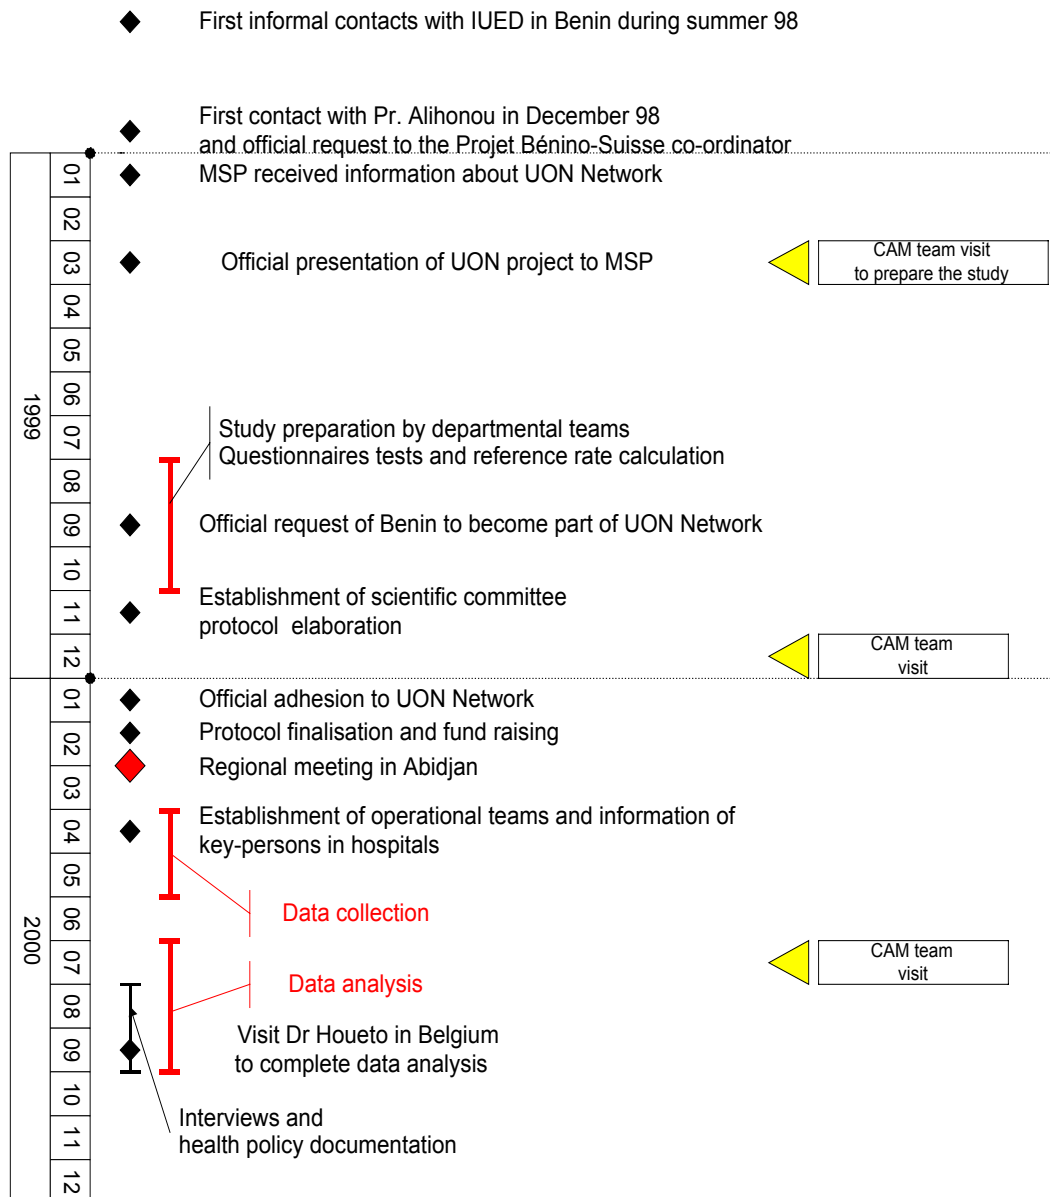 First informal contacts with IUED in Benin during summer 98
First contact with Pr. Alihonou in December 98
and official request to the Projet Bénino-Suisse co-ordinator
1999
01
MSP received information about UON Network
02
03
Official presentation of UON project to MSP
CAM team visit
to prepare the study
04
05
06
07
Study preparation by departmental teams
Questionnaires tests and reference rate calculation
08
09
Official request of Benin to become part of UON Network
10
11
Establishment of scientific committee
protocol elaboration
12
CAM team
visit
2000
01
Official adhesion to UON Network
02
Protocol finalisation and fund raising
Regional meeting in Abidjan
03
04
Establishment of operational teams and information of
key-persons in hospitals
05
06
Data collection
07
CAM team
visit
Data analysis
08
09
Visit Dr Houeto in Belgium
to complete data analysis
10
11
Interviews and
health policy documentation
12